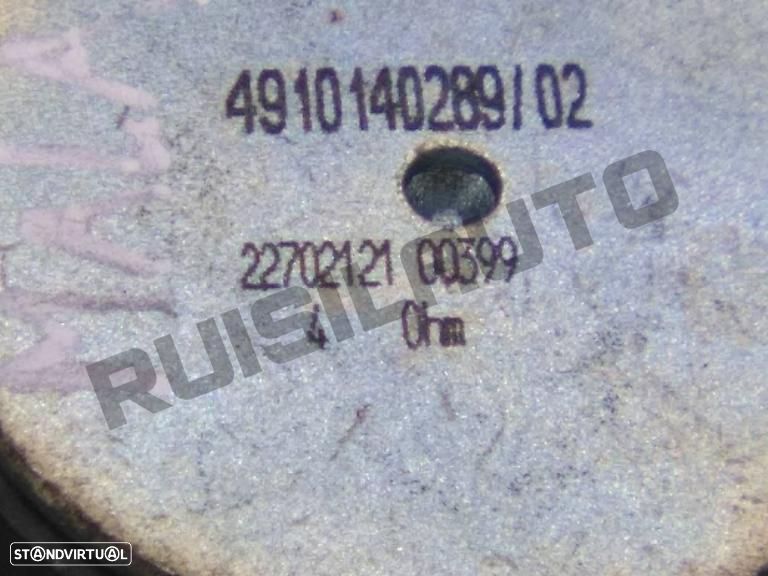 4910140289/02
22702121 00399
4 Ohm
RUISILAUTO
STANDVIRTUAL